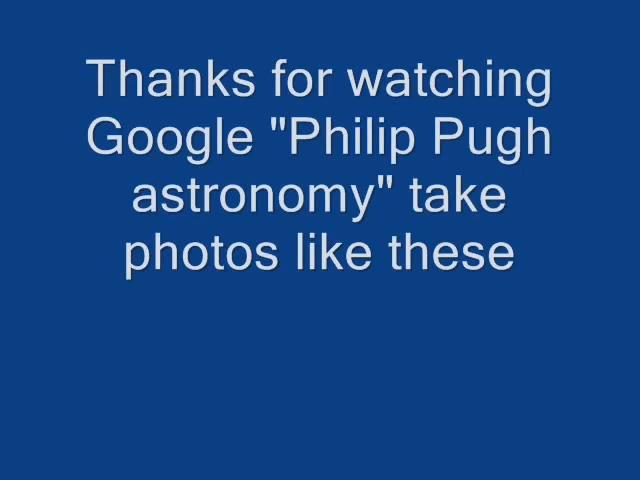 Thanks for watching
Google "Philip Pugh
astronomy" take
photos like these